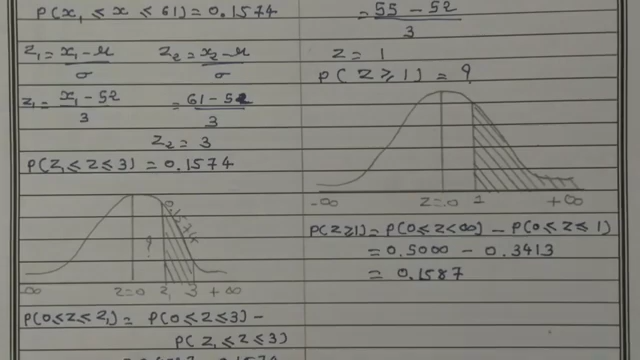 P(x₁ ≤ x ≤ 61) = 0.1574
z₁ = x₁ - μ / σ    z₂ = x₂ - μ / σ
z₁ = x₁ - 52 / 3    = 61 - 52 / 3
z₂ = 3
P(z₁ ≤ z ≤ 3) = 0.1574
0.1574
?
-∞ z=0 z₁ 3 +∞
P(0 ≤ z ≤ z₁) = P(0 ≤ z ≤ 3) -
P(z₁ ≤ z ≤ 3)
= 55 - 52 / 3
z = 1
P(z ≥ 1) = ?
-∞ z=0 1 +∞
P(z ≥ 1) = P(0 ≤ z < ∞) - P(0 ≤ z ≤ 1)
= 0.5000 - 0.3413
= 0.1587